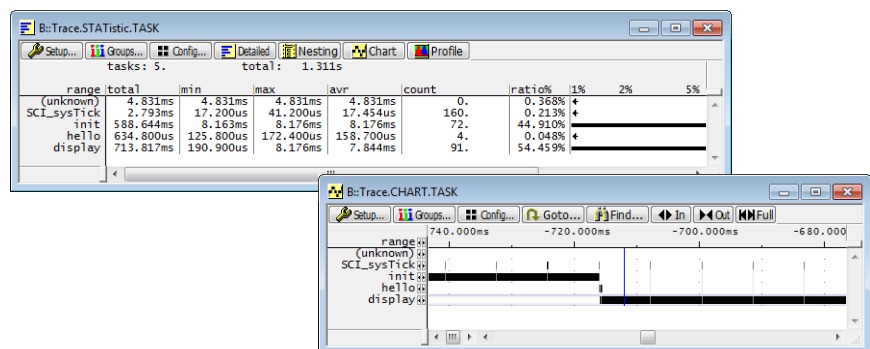 B::Trace.STATistic.TASK
Setup... Groups... Config... Detailed Nesting Chart Profile
tasks: 5. total: 1.311s
range total min max avr count ratio% 1% 2% 5%
(unknown) 4.831ms 4.831ms 4.831ms 4.831ms 0. 0.368%
SCI_sysTick 2.793ms 17.200us 41.200us 17.454us 160. 0.213%
init 588.644ms 8.163ms 8.176ms 8.176ms 72. 44.910%
hello 634.800us 125.800us 172.400us 158.700us 4. 0.048%
display 713.817ms 190.900us 8.176ms 7.844ms 91. 54.459%
B::Trace.CHART.TASK
Setup... Groups... Config... Goto... Find... In Out Full
740.000ms -720.000ms -700.000ms -680.000
range
(unknown)
SCI_sysTick
init
hello
display